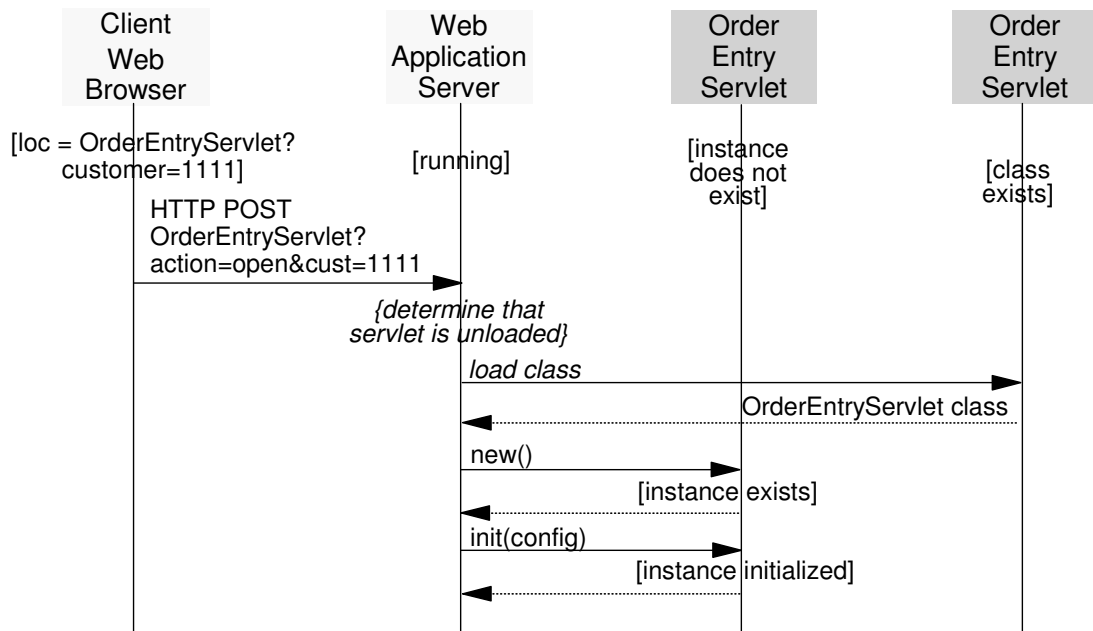 Client
Web
Browser
Web
Application
Server
Order
Entry
Servlet
Order
Entry
Servlet
[loc = OrderEntryServlet?
customer=1111]
[running]
[instance
does not
exist]
[class
exists]
HTTP POST
OrderEntryServlet?
action=open&cust=1111
{determine that
servlet is unloaded}
load class
OrderEntryServlet class
new()
[instance exists]
init(config)
[instance initialized]